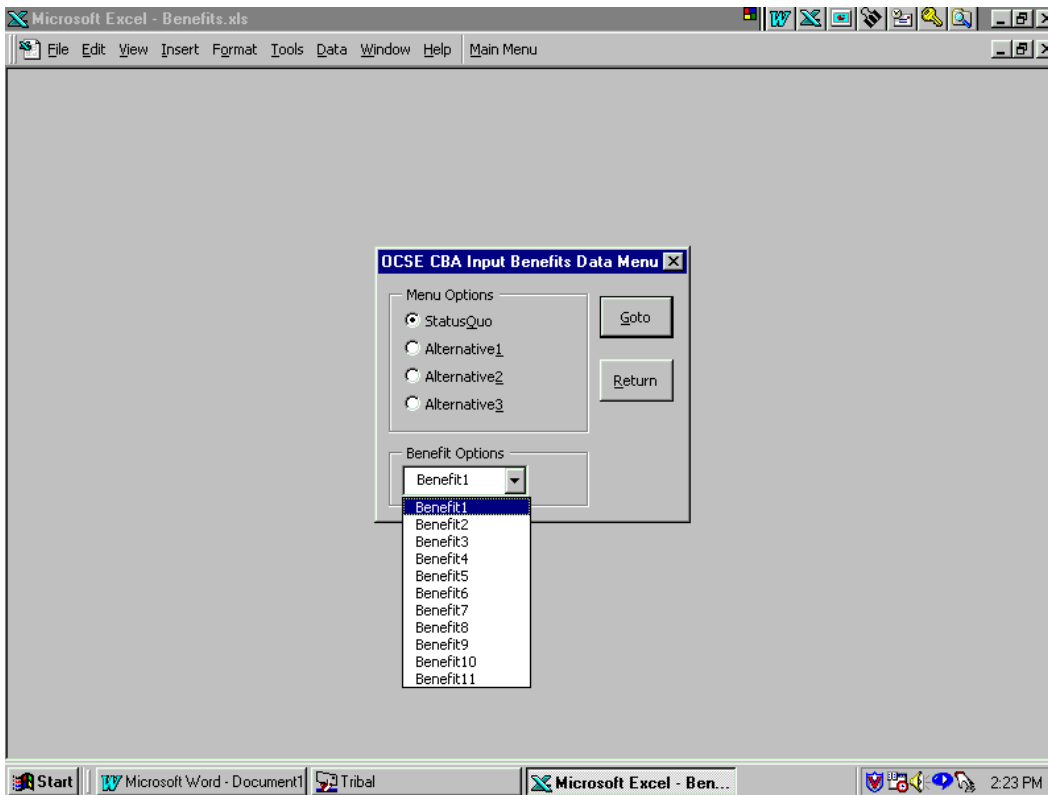 Microsoft Excel - Benefits.xls
File Edit View Insert Format Tools Data Window Help Main Menu
OCSE CBA Input Benefits Data Menu
Menu Options
StatusQuo
Goto
Alternative1
Alternative2
Return
Alternative3
Benefit Options
Benefit1
Benefit1
Benefit2
Benefit3
Benefit4
Benefit5
Benefit6
Benefit7
Benefit8
Benefit9
Benefit10
Benefit11
Start Microsoft Word - Document1 Tribal Microsoft Excel - Ben... 2:23 PM